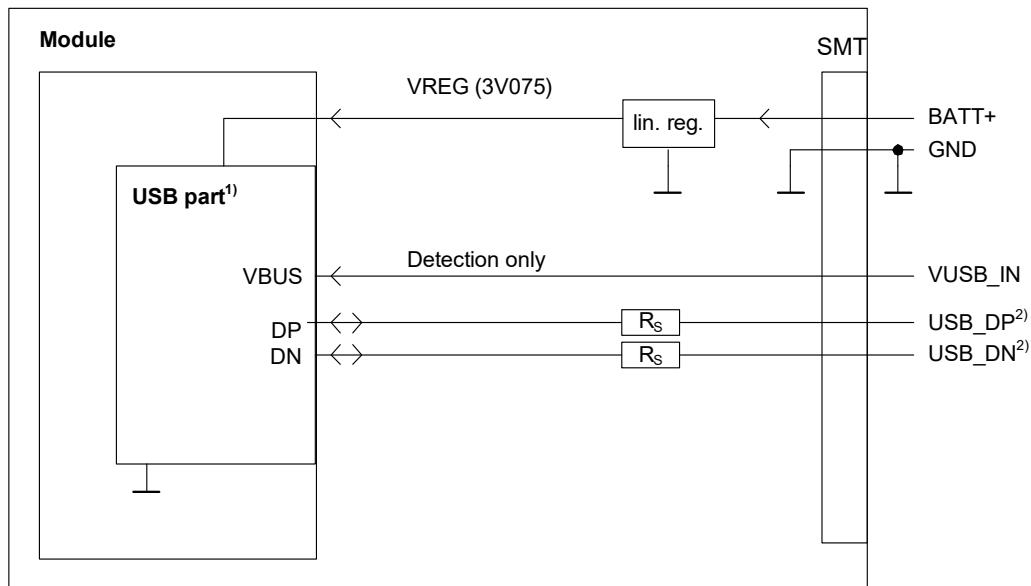 Module
SMT
VREG (3V075)
lin. reg.
BATT+
GND
USB part1)
Detection only
VBUS
VUSB_IN
RS
USB_DP2)
DP
RS
USB_DN2)
DN